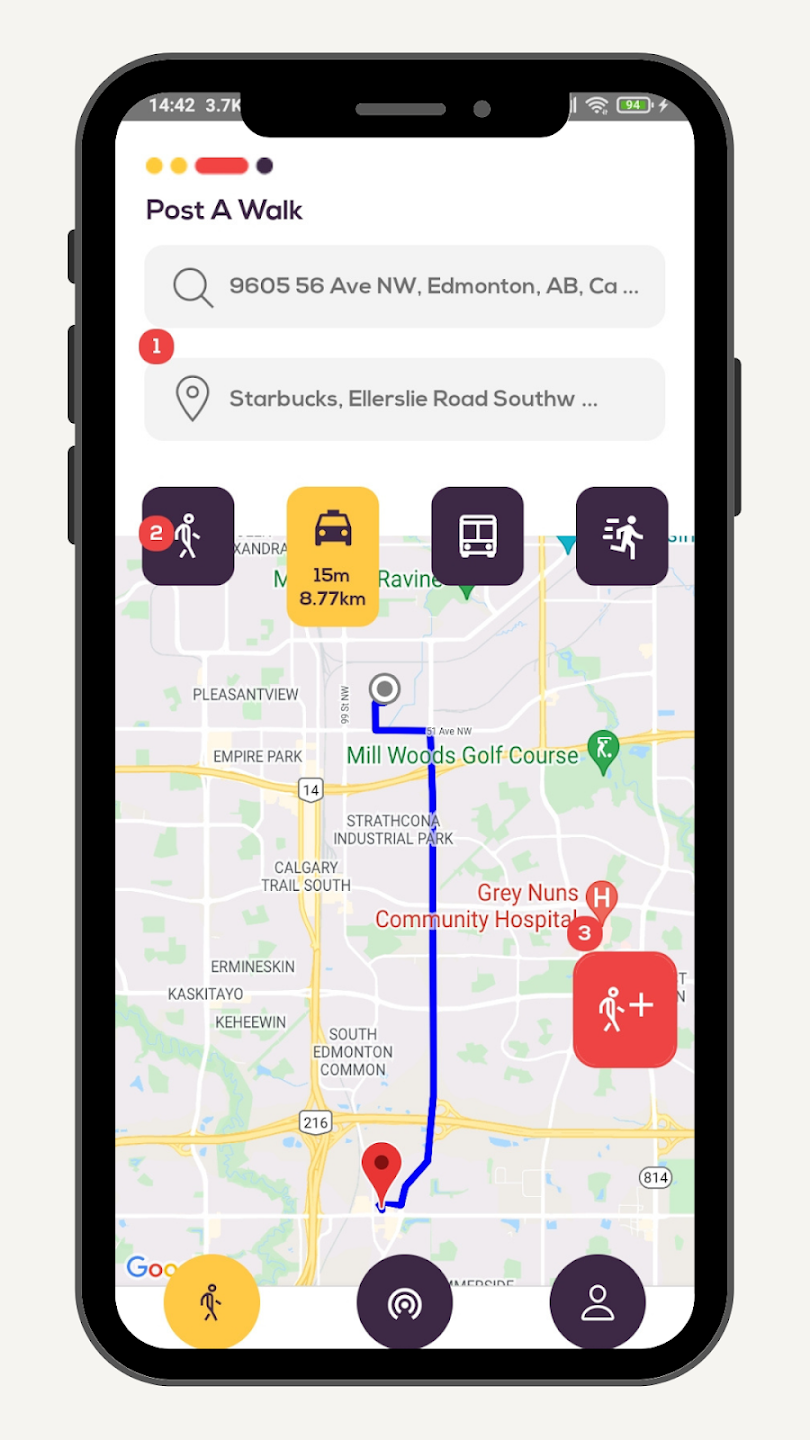 14:42 3.7K
94
Post A Walk
9605 56 Ave NW, Edmonton, AB, Ca ...
1
Starbucks, Ellerslie Road Southw ...
2
15m
8.77km
XANDRA
Ravine
PLEASANTVIEW
99 St NW
51 Ave NW
EMPIRE PARK
Mill Woods Golf Course
14
STRATHCONA
INDUSTRIAL PARK
CALGARY
TRAIL SOUTH
Grey Nuns
Community Hospital
H
3
ERMINESKIN
KASKITAYO
KEHEEWIN
SOUTH
EDMONTON
COMMON
216
814
Goo
MMERSIDE